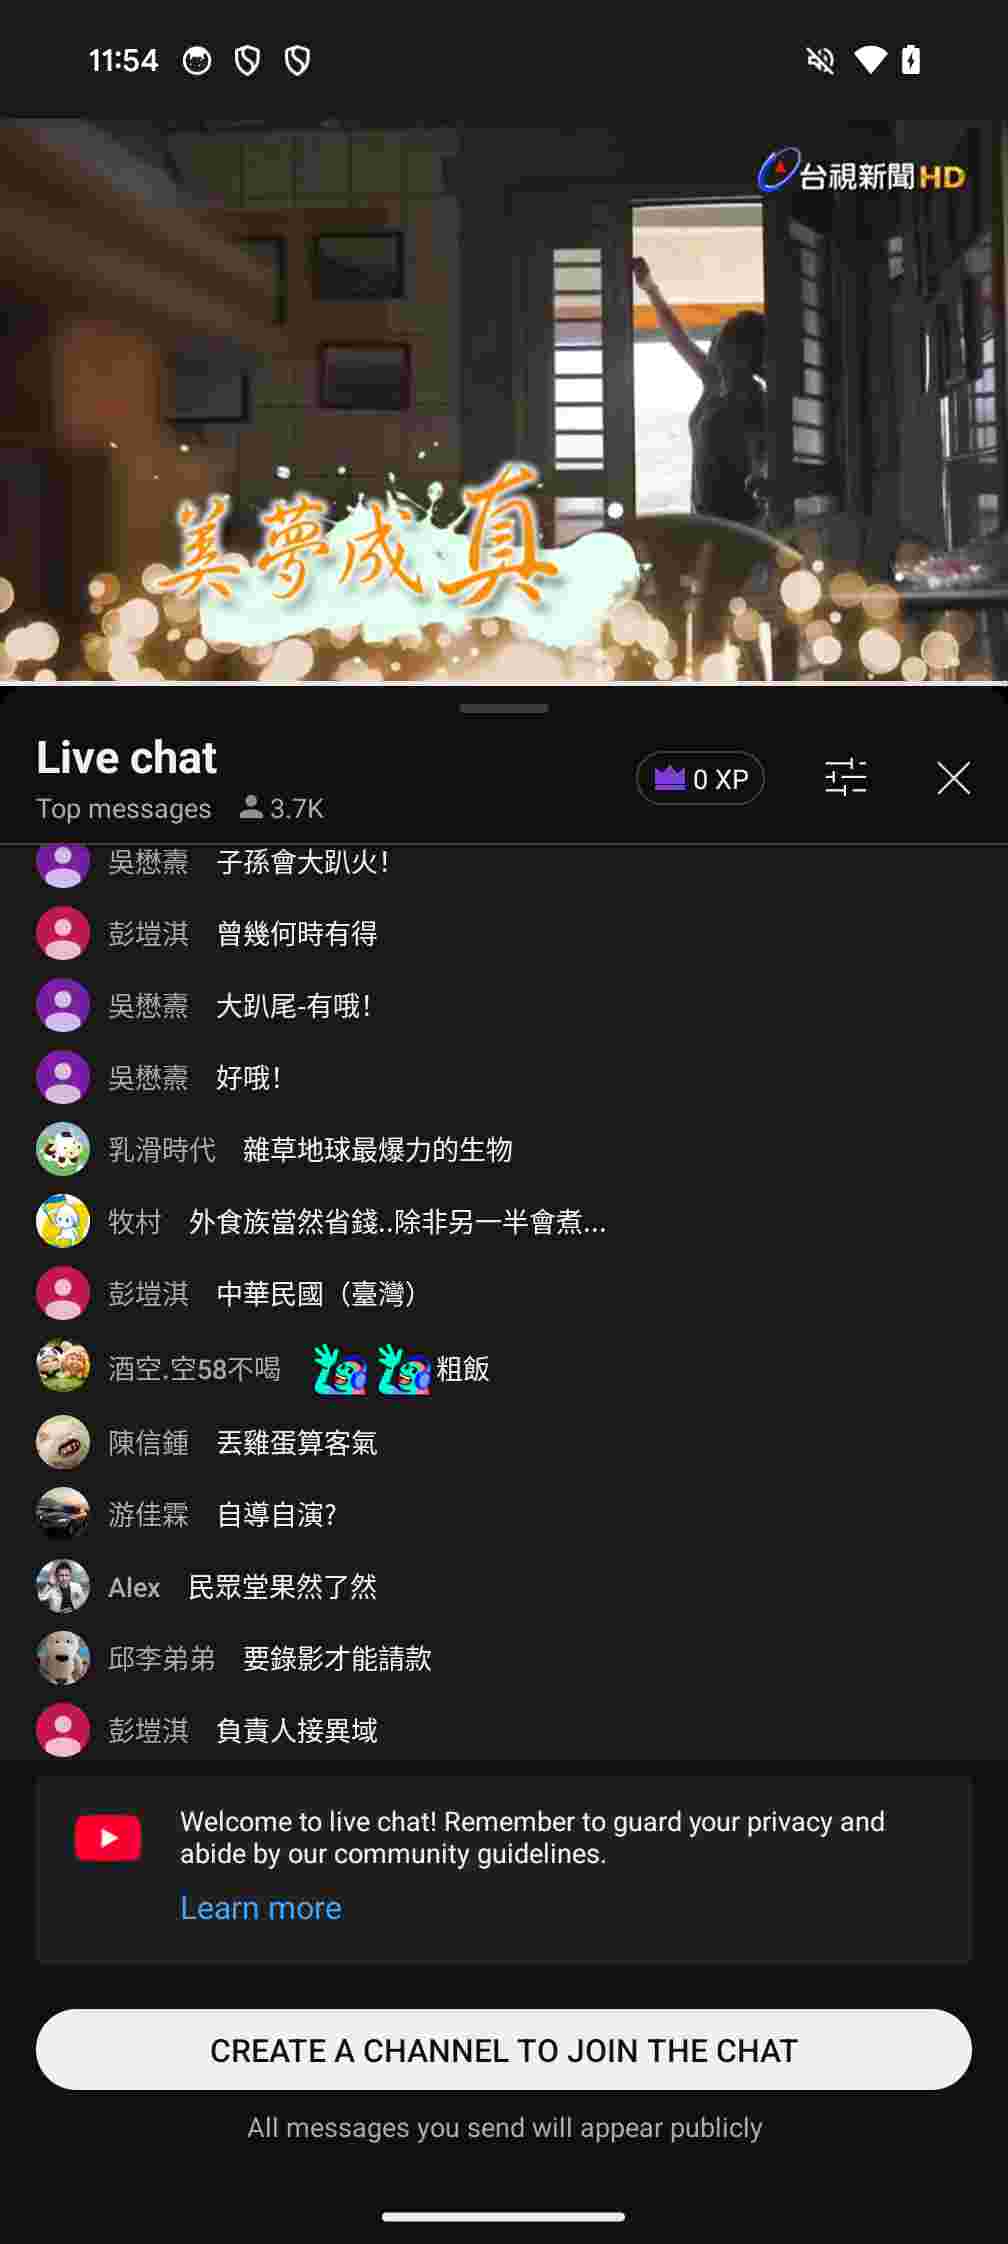 11:54
台視新聞HD
美夢成真
Live chat
0 XP
Top messages 3.7K
吳懋燾 子孫會大趴火!
彭塏淇 曾幾何時有得
吳懋燾 大趴尾-有哦!
吳懋燾 好哦!
乳滑時代 雜草地球最爆力的生物
牧村 外食族當然省錢..除非另一半會煮...
彭塏淇 中華民國（臺灣）
酒空.空58不喝 粗飯
陳信鍾 丟雞蛋算客氣
游佳霖 自導自演?
Alex 民眾堂果然了然
邱李弟弟 要錄影才能請款
彭塏淇 負責人接異域
Welcome to live chat! Remember to guard your privacy and
abide by our community guidelines.
Learn more
CREATE A CHANNEL TO JOIN THE CHAT
All messages you send will appear publicly